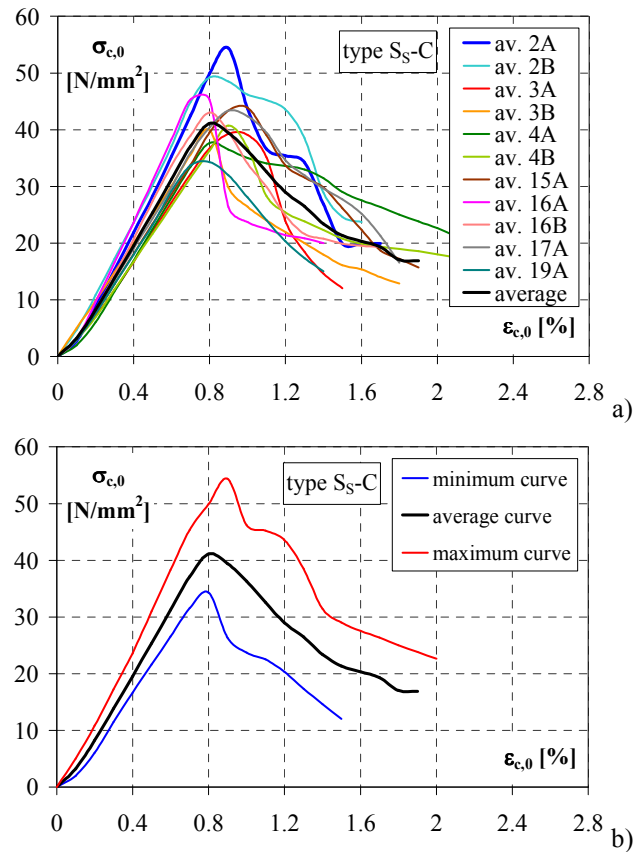 60
50
40
30
20
10
0
σc,0
[N/mm²]
type Ss-C
av. 2A
av. 2B
av. 3A
av. 3B
av. 4A
av. 4B
av. 15A
av. 16A
av. 16B
av. 17A
av. 19A
average
εc,0 [%]
0 0.4 0.8 1.2 1.6 2 2.4 2.8
a)
60
50
40
30
20
10
0
σc,0
[N/mm²]
type Ss-C
minimum curve
average curve
maximum curve
εc,0 [%]
0 0.4 0.8 1.2 1.6 2 2.4 2.8
b)